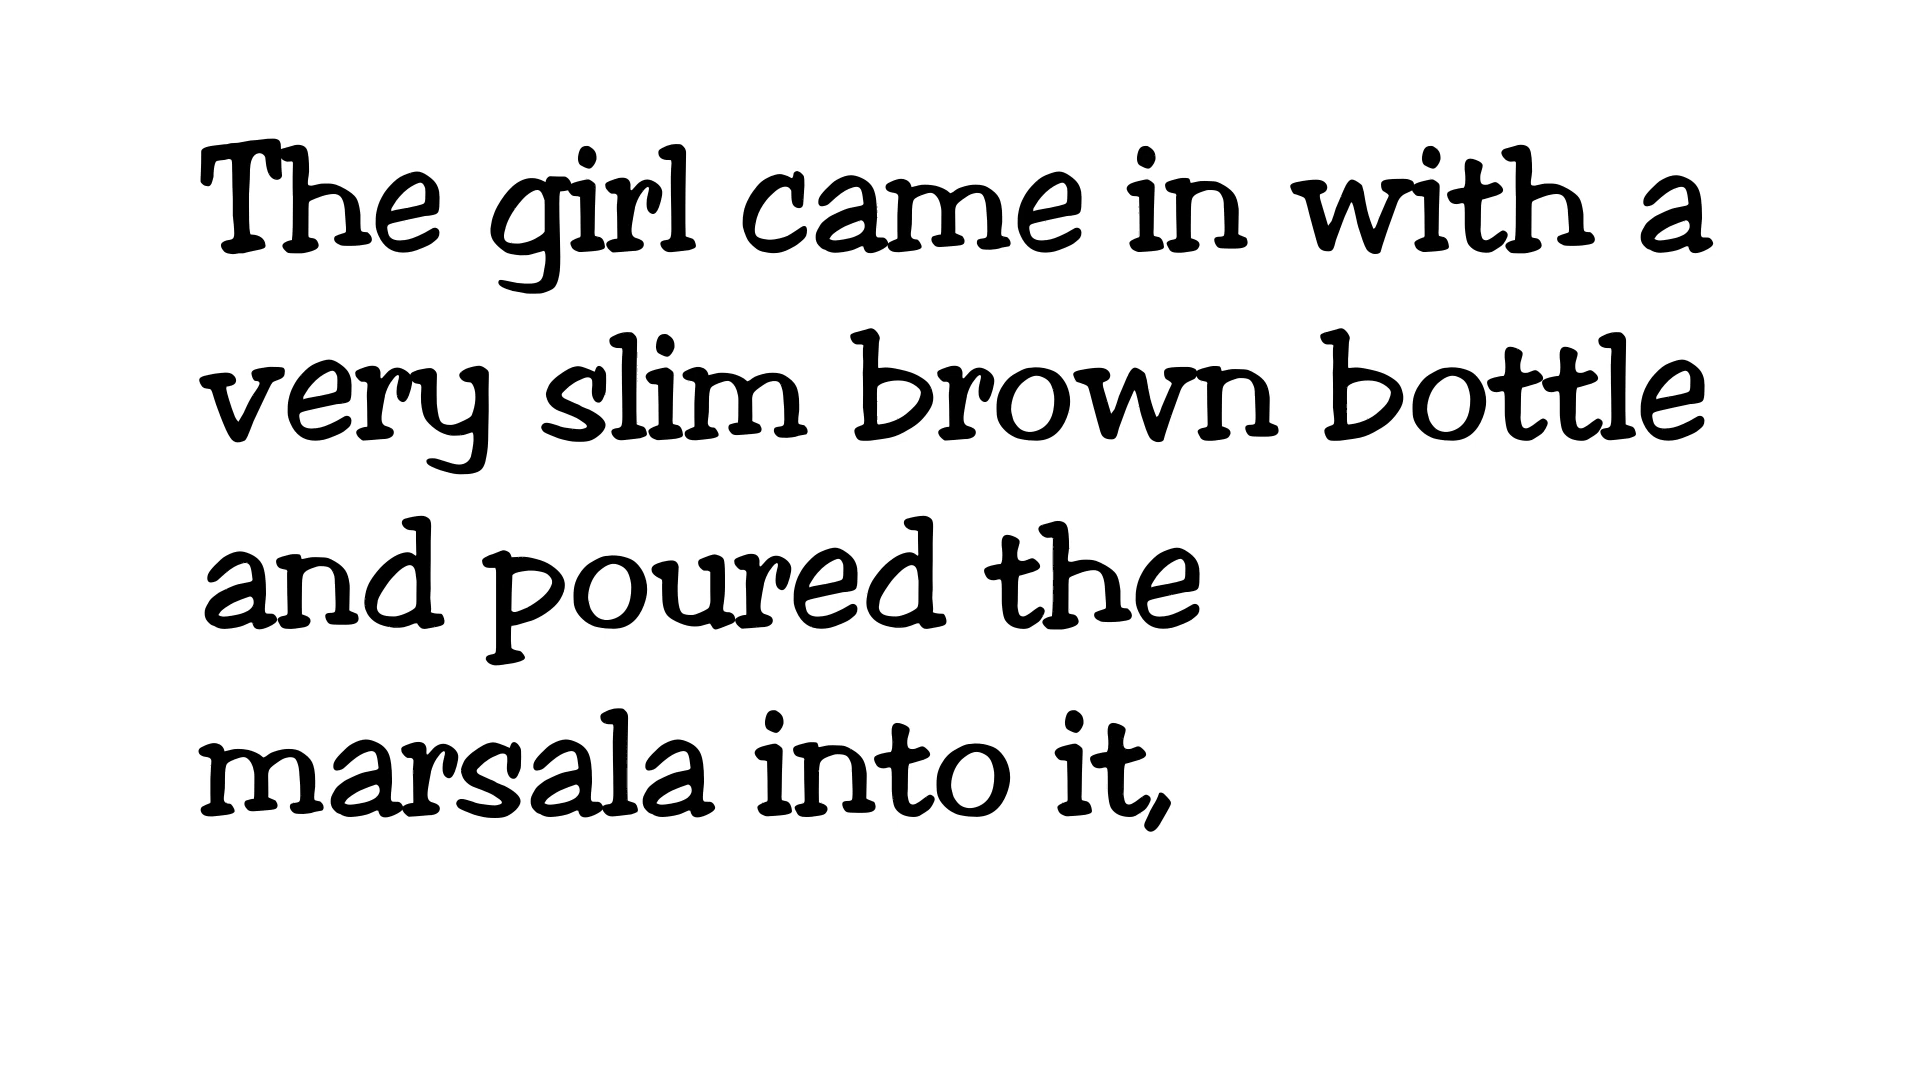 The girl came in with a
very slim brown bottle
and poured the
marsala into it,